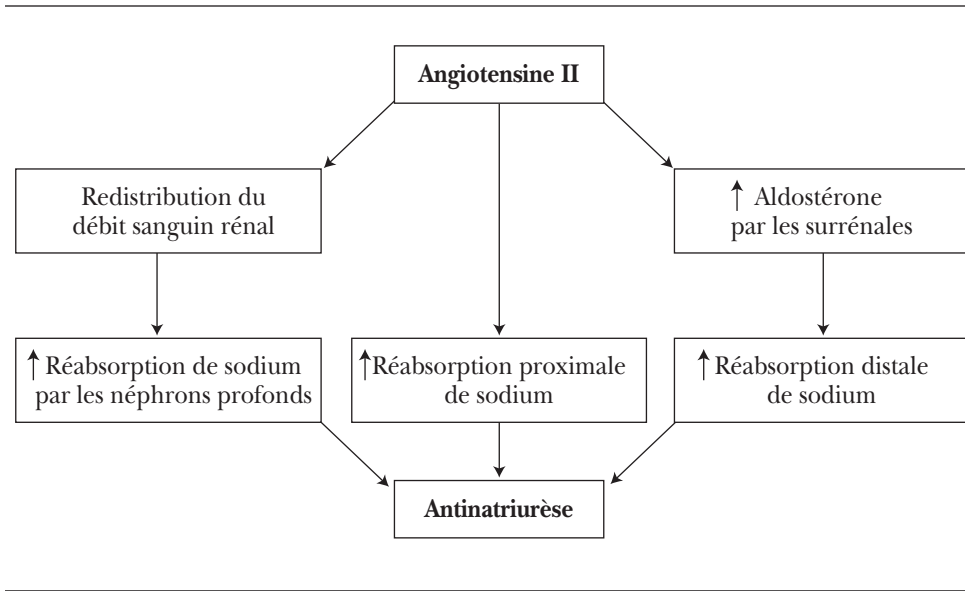 Angiotensine II
Redistribution du
débit sanguin rénal
↑ Aldostérone
par les surrénales
↑ Réabsorption de sodium
par les néphrons profonds
↑ Réabsorption proximale
de sodium
↑ Réabsorption distale
de sodium
Antinatriurèse